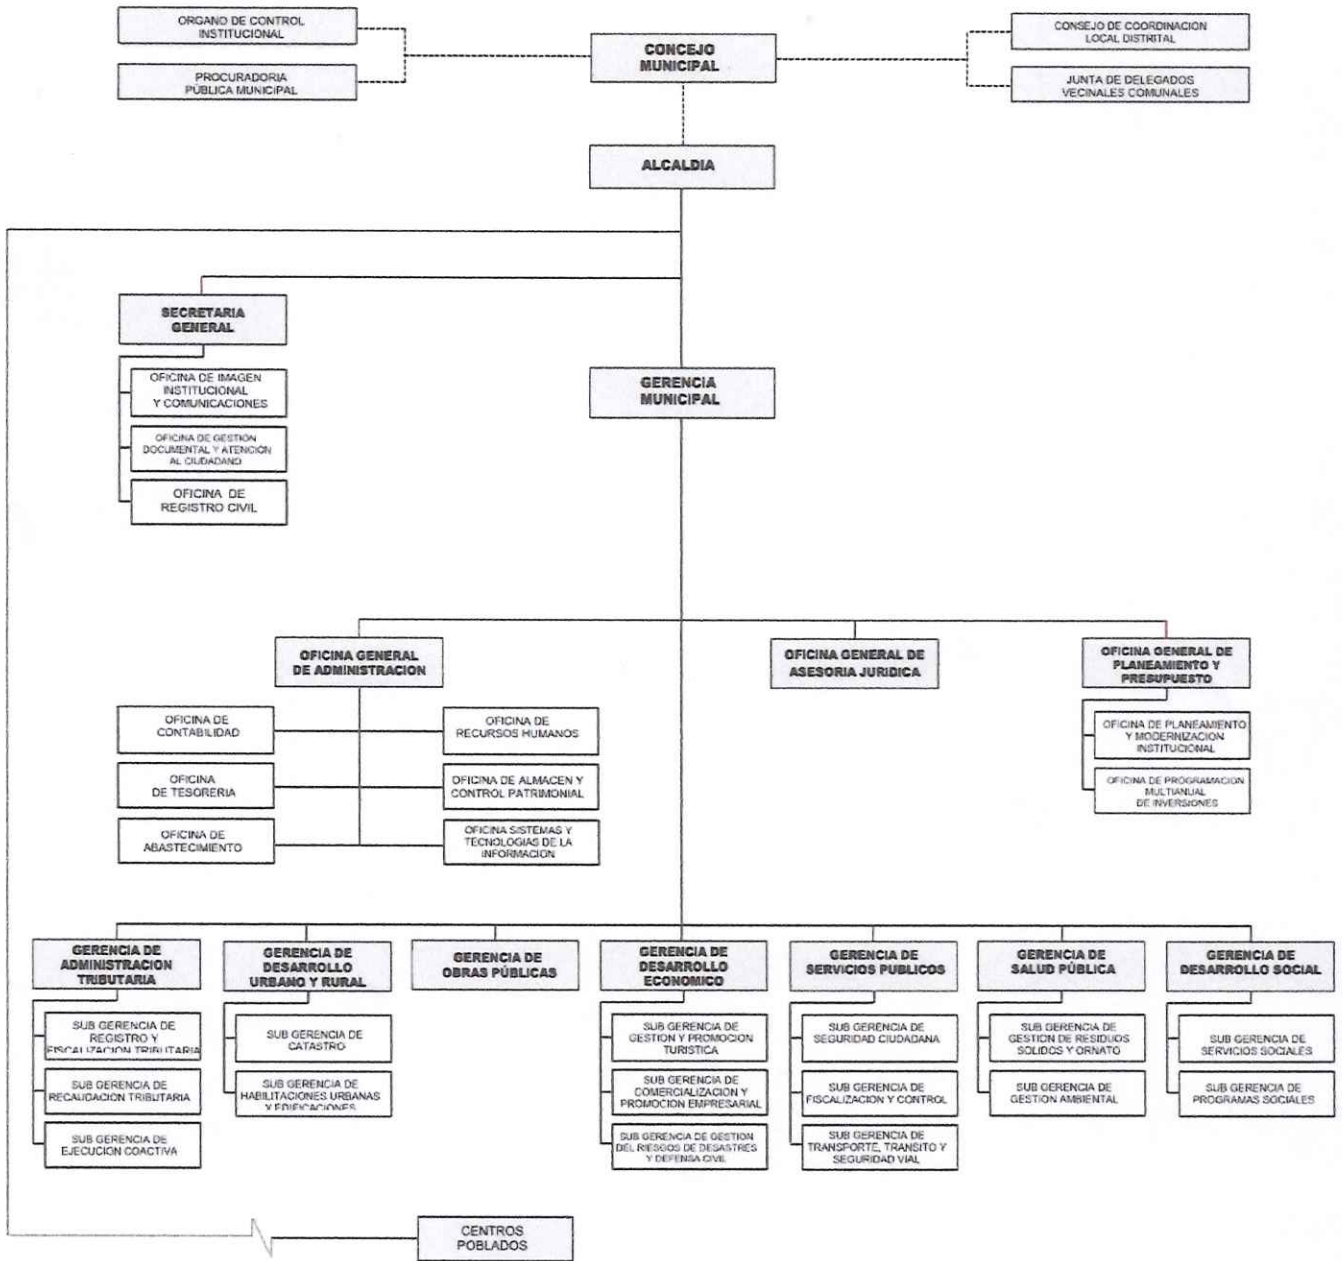 ORGANO DE CONTROL
INSTITUCIONAL
PROCURADORIA
PÚBLICA MUNICIPAL
CONCEJO
MUNICIPAL
CONSEJO DE COORDINACION
LOCAL DISTRITAL
JUNTA DE DELEGADOS
VECINALES COMUNALES
ALCALDIA
SECRETARIA
GENERAL
OFICINA DE IMAGEN
INSTITUCIONAL
Y COMUNICACIONES
OFICINA DE GESTION
DOCUMENTAL Y ATENCION
AL CIUDADANO
OFICINA DE
REGISTRO CIVIL
GERENCIA
MUNICIPAL
OFICINA GENERAL
DE ADMINISTRACION
OFICINA DE
CONTABILIDAD
OFICINA DE
RECURSOS HUMANOS
OFICINA
DE TESORERIA
OFICINA DE ALMACEN Y
CONTROL PATRIMONIAL
OFICINA DE
ABASTECIMIENTO
OFICINA SISTEMAS Y
TECNOLOGIAS DE LA
INFORMACION
OFICINA GENERAL DE
ASESORIA JURIDICA
OFICINA GENERAL DE
PLANEAMIENTO Y
PRESUPUESTO
OFICINA DE PLANEAMIENTO
Y MODERNIZACION
INSTITUCIONAL
OFICINA DE PROGRAMACION
MULTIANUAL
DE INVERSIONES
GERENCIA DE
ADMINISTRACION
TRIBUTARIA
SUB GERENCIA DE
REGISTRO Y
FISCALIZACION TRIBUTARIA
SUB GERENCIA DE
RECAUDACION TRIBUTARIA
SUB GERENCIA DE
EJECUCION COACTIVA
GERENCIA DE
DESARROLLO
URBANO Y RURAL
SUB GERENCIA DE
CATASTRO
SUB GERENCIA DE
HABILITACIONES URBANAS
Y EDIFICACIONES
GERENCIA DE
OBRAS PÚBLICAS
GERENCIA DE
DESARROLLO
ECONOMICO
SUB GERENCIA DE
GESTION Y PROMOCION
TURISTICA
SUB GERENCIA DE
COMERCIALIZACION Y
PROMOCION EMPRESARIAL
SUB GERENCIA DE GESTION
DEL RIESGOS DE DESASTRES
Y DEFENSA CIVIL
GERENCIA DE
SERVICIOS PUBLICOS
SUB GERENCIA DE
SEGURIDAD CIUDADANA
SUB GERENCIA DE
FISCALIZACION Y CONTROL
SUB GERENCIA DE
TRANSPORTE, TRANSITO Y
SEGURIDAD VIAL
GERENCIA DE
SALUD PÚBLICA
SUB GERENCIA DE
GESTION DE RESIDUOS
SOLIDOS Y ORNATO
SUB GERENCIA DE
GESTION AMBIENTAL
GERENCIA DE
DESARROLLO SOCIAL
SUB GERENCIA DE
SERVICIOS SOCIALES
SUB GERENCIA DE
PROGRAMAS SOCIALES
CENTROS
POBLADOS